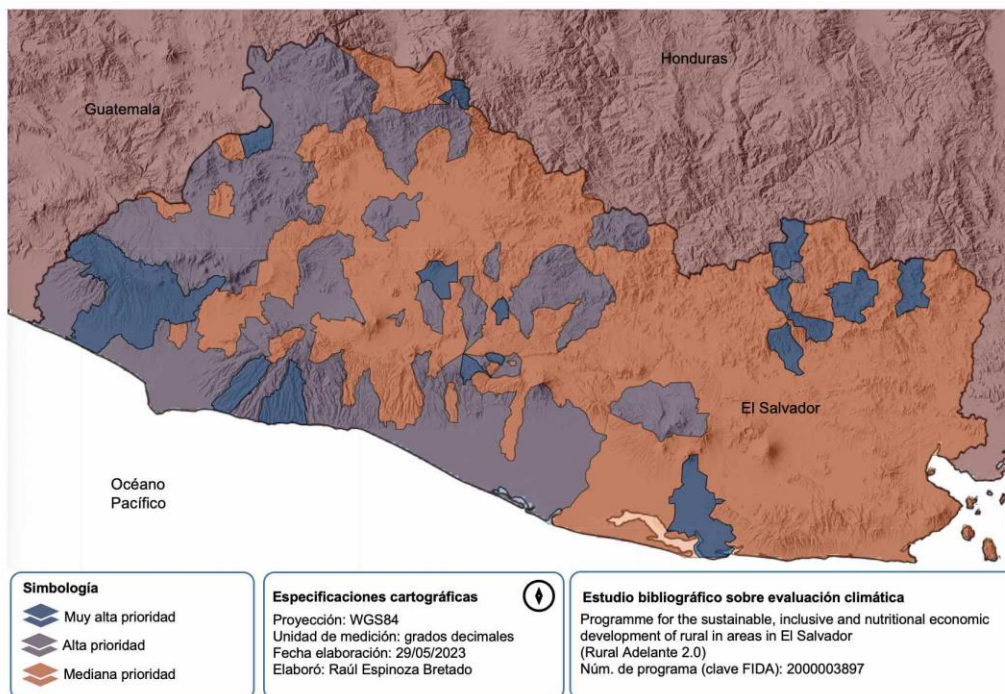 Honduras
Guatemala
El Salvador
Océano
Pacífico
Simbología
Muy alta prioridad
Alta prioridad
Mediana prioridad
Especificaciones cartográficas
Proyección: WGS84
Unidad de medición: grados decimales
Fecha elaboración: 29/05/2023
Elaboró: Raúl Espinoza Bretado
Estudio bibliográfico sobre evaluación climática
Programme for the sustainable, inclusive and nutritional economic
development of rural in areas in El Salvador
(Rural Adelante 2.0)
Núm. de programa (clave FIDA): 2000003897